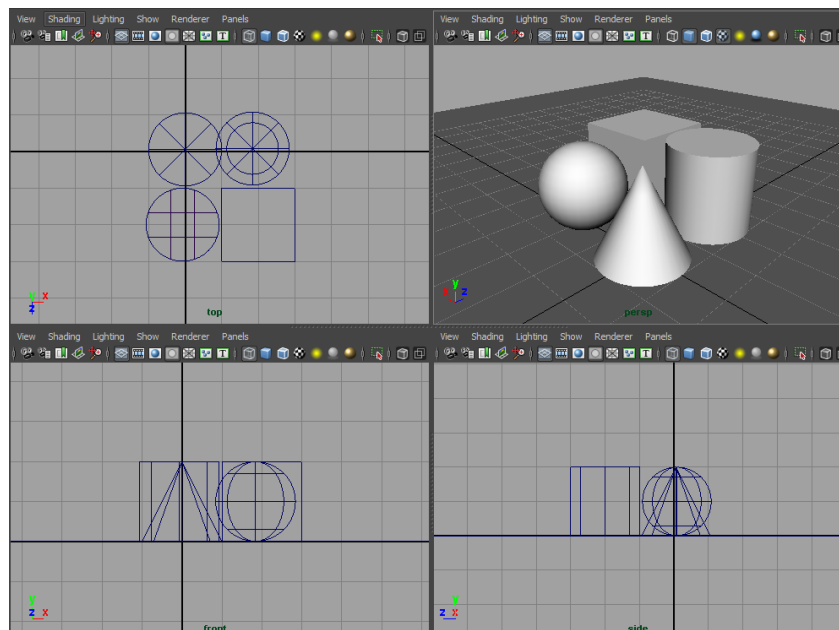 View Shading Lighting Show Renderer Panels
View Shading Lighting Show Renderer Panels
T
T
y
x
z
top
y
x
z
persp
View Shading Lighting Show Renderer Panels
View Shading Lighting Show Renderer Panels
T
T
y
z x
front
y
z x
side